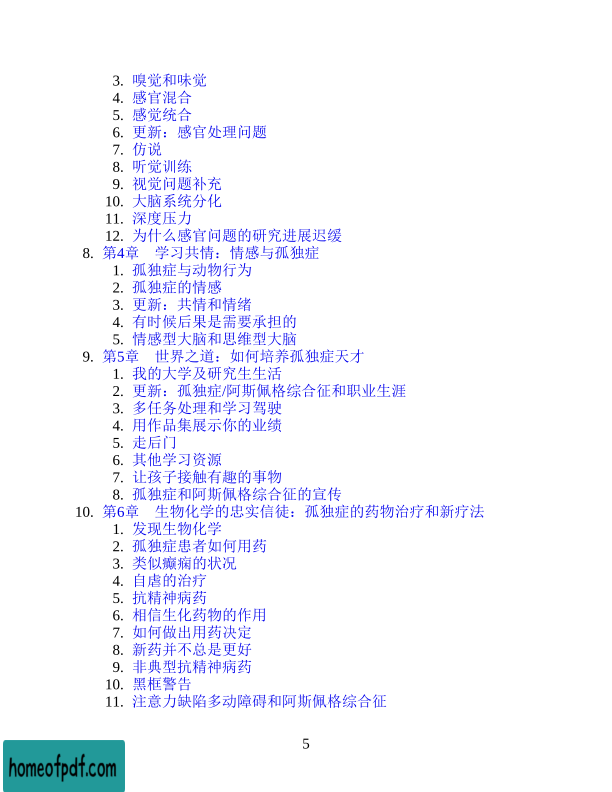 3. 嗅觉和味觉
4. 感官混合
5. 感觉统合
6. 更新：感官处理问题
7. 仿说
8. 听觉训练
9. 视觉问题补充
10. 大脑系统分化
11. 深度压力
12. 为什么感官问题的研究进展迟缓
8. 第4章 学习共情：情感与孤独症
1. 孤独症与动物行为
2. 孤独症的情感
3. 更新：共情和情绪
4. 有时候后果是需要承担的
5. 情感型大脑和思维型大脑
9. 第5章 世界之道：如何培养孤独症天才
1. 我的大学及研究生生活
2. 更新：孤独症/阿斯佩格综合征和职业生涯
3. 多任务处理和学习驾驶
4. 用作品集展示你的业绩
5. 走后门
6. 其他学习资源
7. 让孩子接触有趣的事物
8. 孤独症和阿斯佩格综合征的宣传
10. 第6章 生物化学的忠实信徒：孤独症的药物治疗和新疗法
1. 发现生物化学
2. 孤独症患者如何用药
3. 类似癫痫的状况
4. 自虐的治疗
5. 抗精神病药
6. 相信生化药物的作用
7. 如何做出用药决定
8. 新药并不总是更好
9. 非典型抗精神病药
10. 黑框警告
11. 注意力缺陷多动障碍和阿斯佩格综合征
5
homeofpdf.com